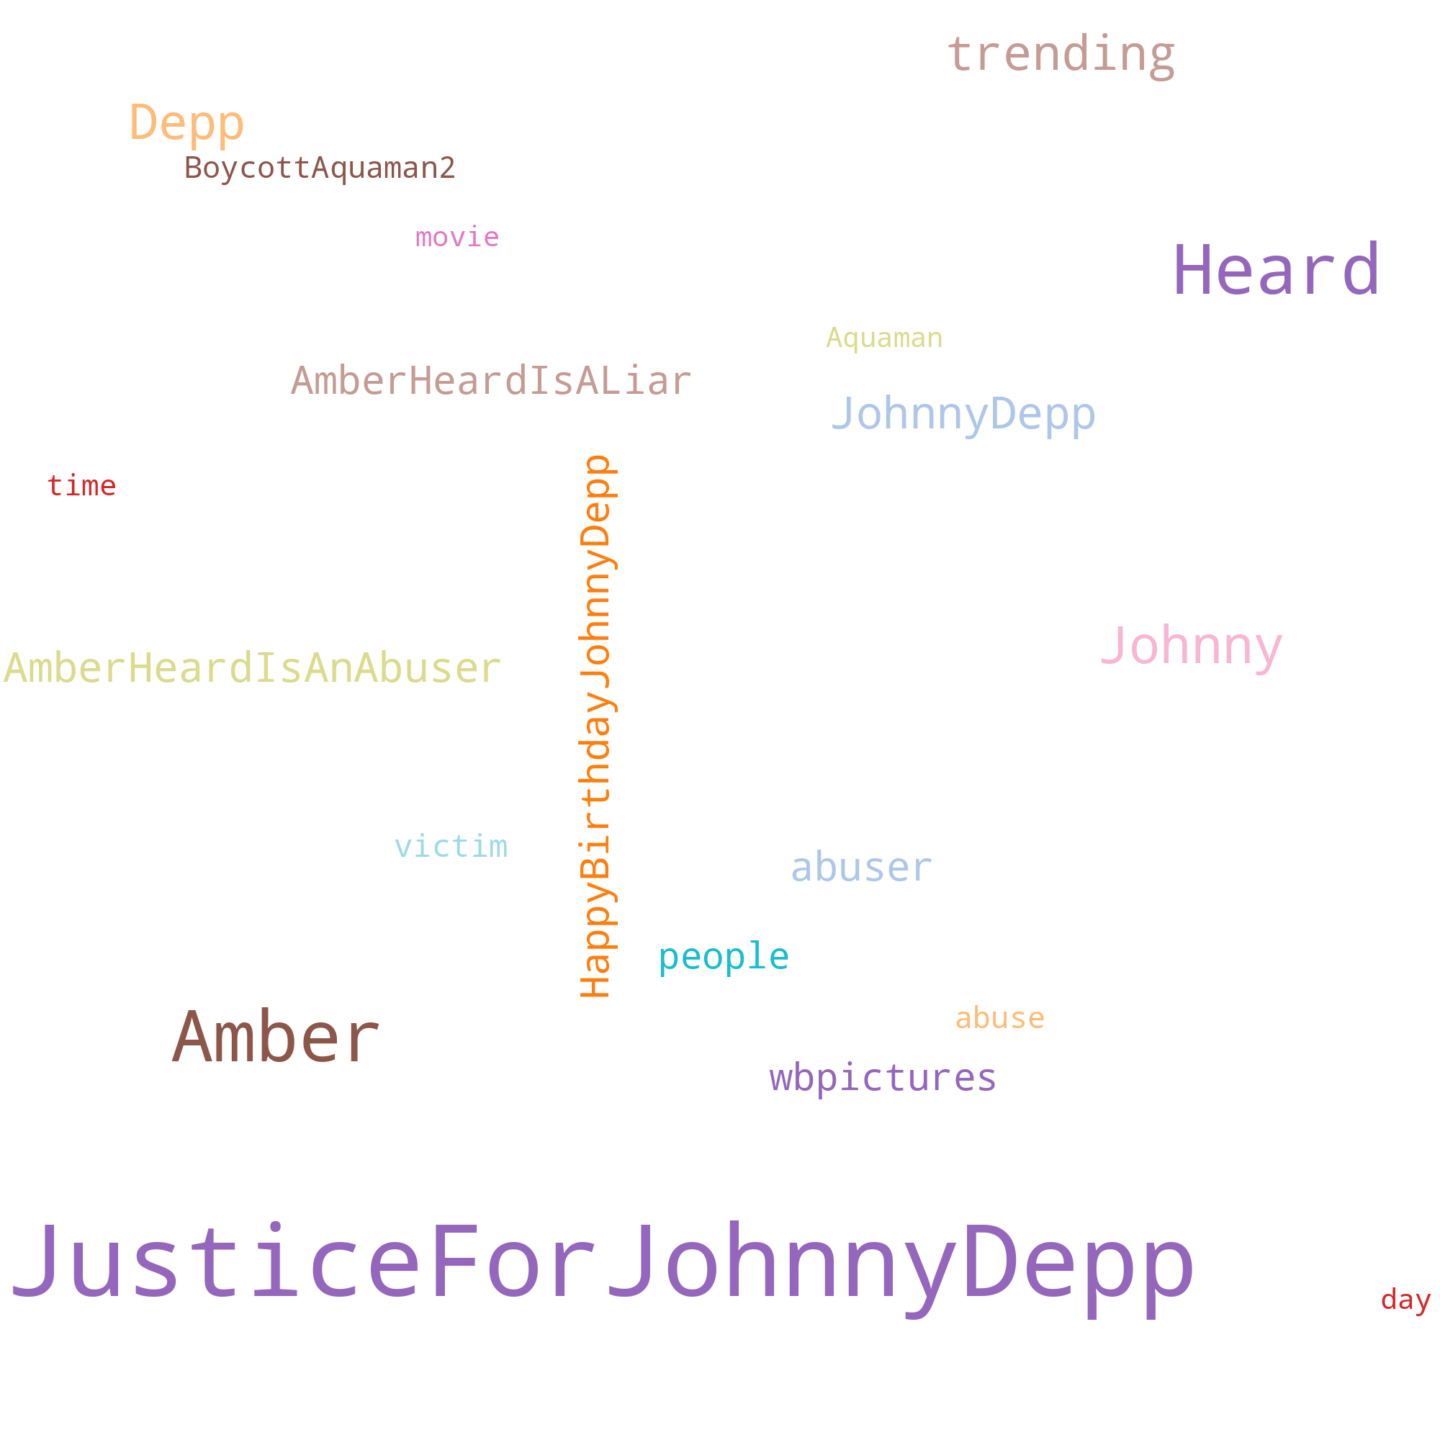 trending
Depp
BoycottAquaman2
movie
Heard
Aquaman
AmberHeardIsALiar
JohnnyDepp
time
HappyBirthdayJohnnyDepp
Johnny
AmberHeardIsAnAbuser
victim
abuser
people
abuse
Amber
wbpictures
JusticeForJohnnyDepp
day